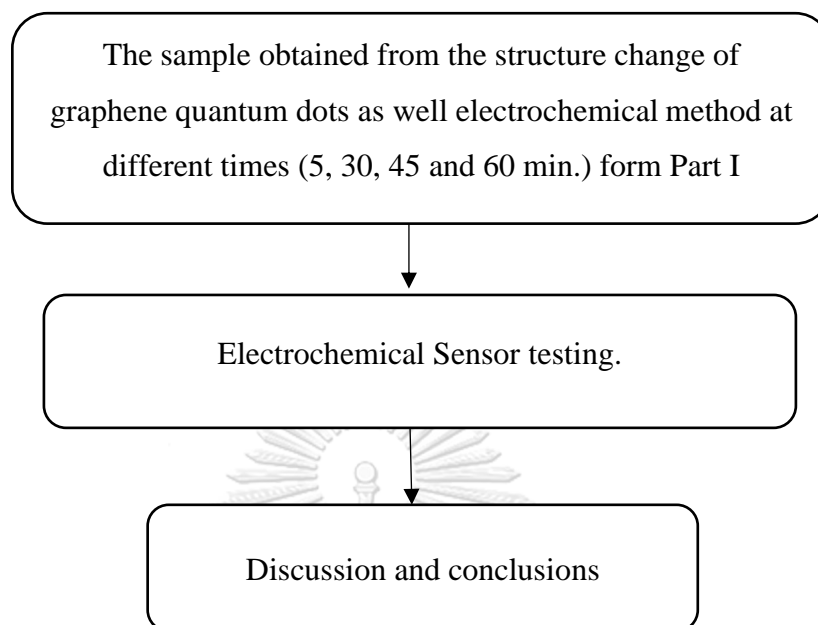 The sample obtained from the structure change of
graphene quantum dots as well electrochemical method at
different times (5, 30, 45 and 60 min.) form Part I
Electrochemical Sensor testing.
Discussion and conclusions